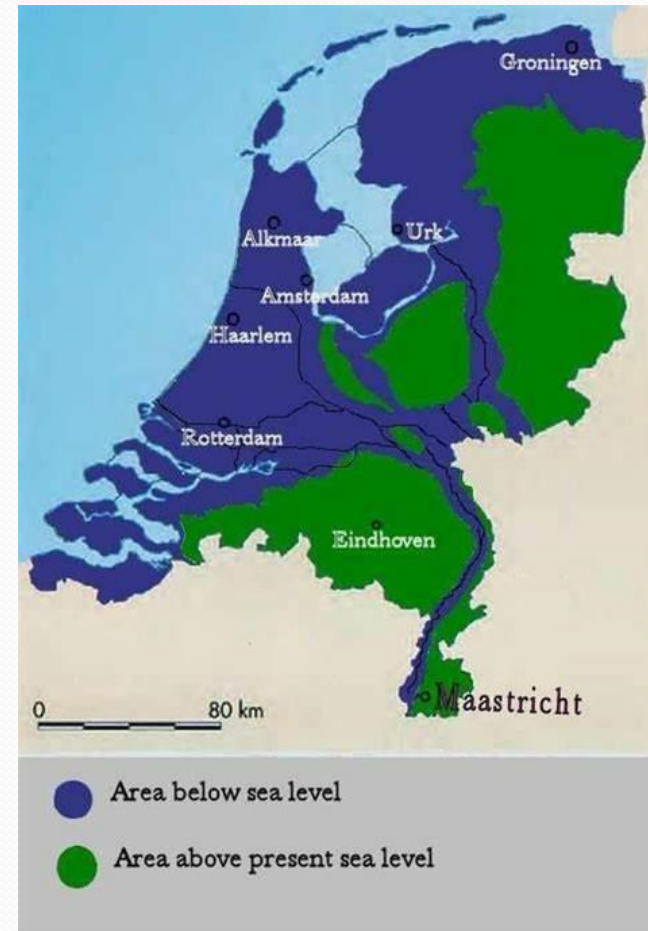 Groningen
Alkmaar
Urk
Amsterdam
Haarlem
Rotterdam
Eindhoven
Maastricht
0 80 km
Area below sea level
Area above present sea level